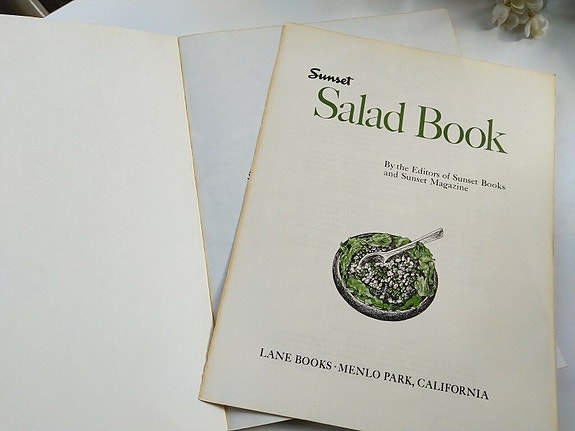 Sunset
Salad Book
By the Editors of Sunset Books
and Sunset Magazine
LANE BOOKS · MENLO PARK, CALIFORNIA